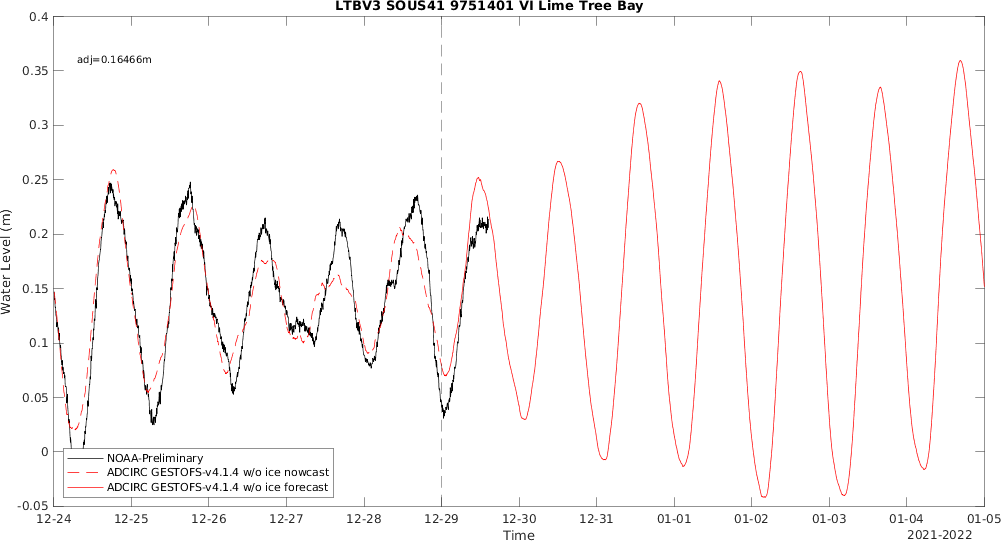 LTBV3 SOUS41 9751401 VI Lime Tree Bay
adj=0.16466m
Water Level (m)
0.4
0.35
0.3
0.25
0.2
0.15
0.1
0.05
0
-0.05
NOAA-Preliminary
ADCIRC GESTOFS-v4.1.4 w/o ice nowcast
ADCIRC GESTOFS-v4.1.4 w/o ice forecast
12-24 12-25 12-26 12-27 12-28 12-29 12-30 12-31 01-01 01-02 01-03 01-04 01-05
Time
2021-2022